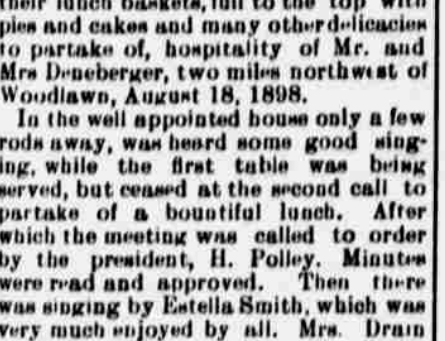 their lunch baskets, full to the top with
pies and cakes and many other delicacies
to partake of, hospitality of Mr. and
Mrs Deneberger, two miles northwest of
Woodlawn, August 18, 1898.
In the well appointed house only a few
rods away, was heard some good sing-
ing, while the first table was being
served, but ceased at the second call to
partake of a bountiful lunch. After
which the meeting was called to order
by the president, H. Polley. Minutes
were read and approved. Then there
was singing by Estella Smith, which was
very much enjoyed by all. Mrs. Drain